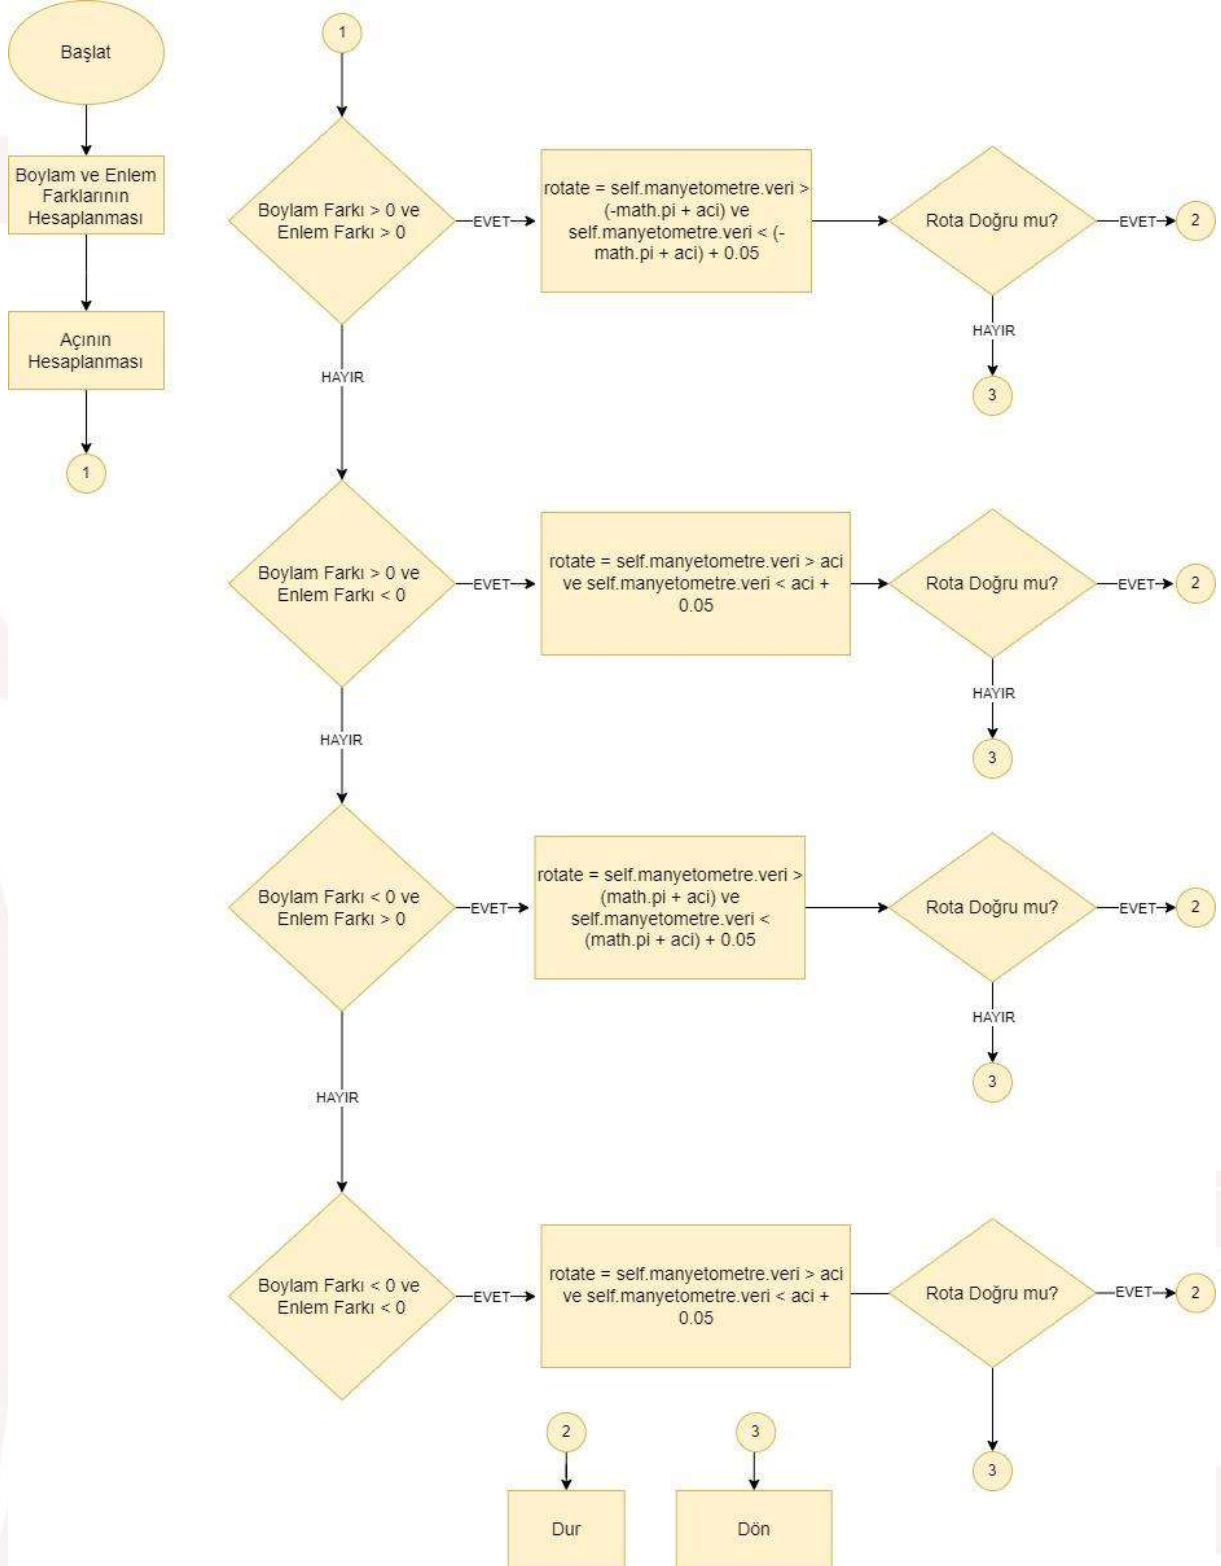 Başlat
Boylam ve Enlem
Farklarının
Hesaplanması
Açının
Hesaplanması
1
1
Boylam Farkı > 0 ve
Enlem Farkı > 0
EVET
rotate = self.manyetometre.veri >
(-math.pi + aci) ve
self.manyetometre.veri < (-
math.pi + aci) + 0.05
Rota Doğru mu?
EVET
2
HAYIR
3
HAYIR
Boylam Farkı > 0 ve
Enlem Farkı < 0
EVET
rotate = self.manyetometre.veri > aci
ve self.manyetometre.veri < aci +
0.05
Rota Doğru mu?
EVET
2
HAYIR
3
HAYIR
Boylam Farkı < 0 ve
Enlem Farkı > 0
EVET
rotate = self.manyetometre.veri >
(math.pi + aci) ve
self.manyetometre.veri <
(math.pi + aci) + 0.05
Rota Doğru mu?
EVET
2
HAYIR
3
HAYIR
Boylam Farkı < 0 ve
Enlem Farkı < 0
EVET
rotate = self.manyetometre.veri > aci
ve self.manyetometre.veri < aci +
0.05
Rota Doğru mu?
EVET
2
3
2
Dur
3
Dön